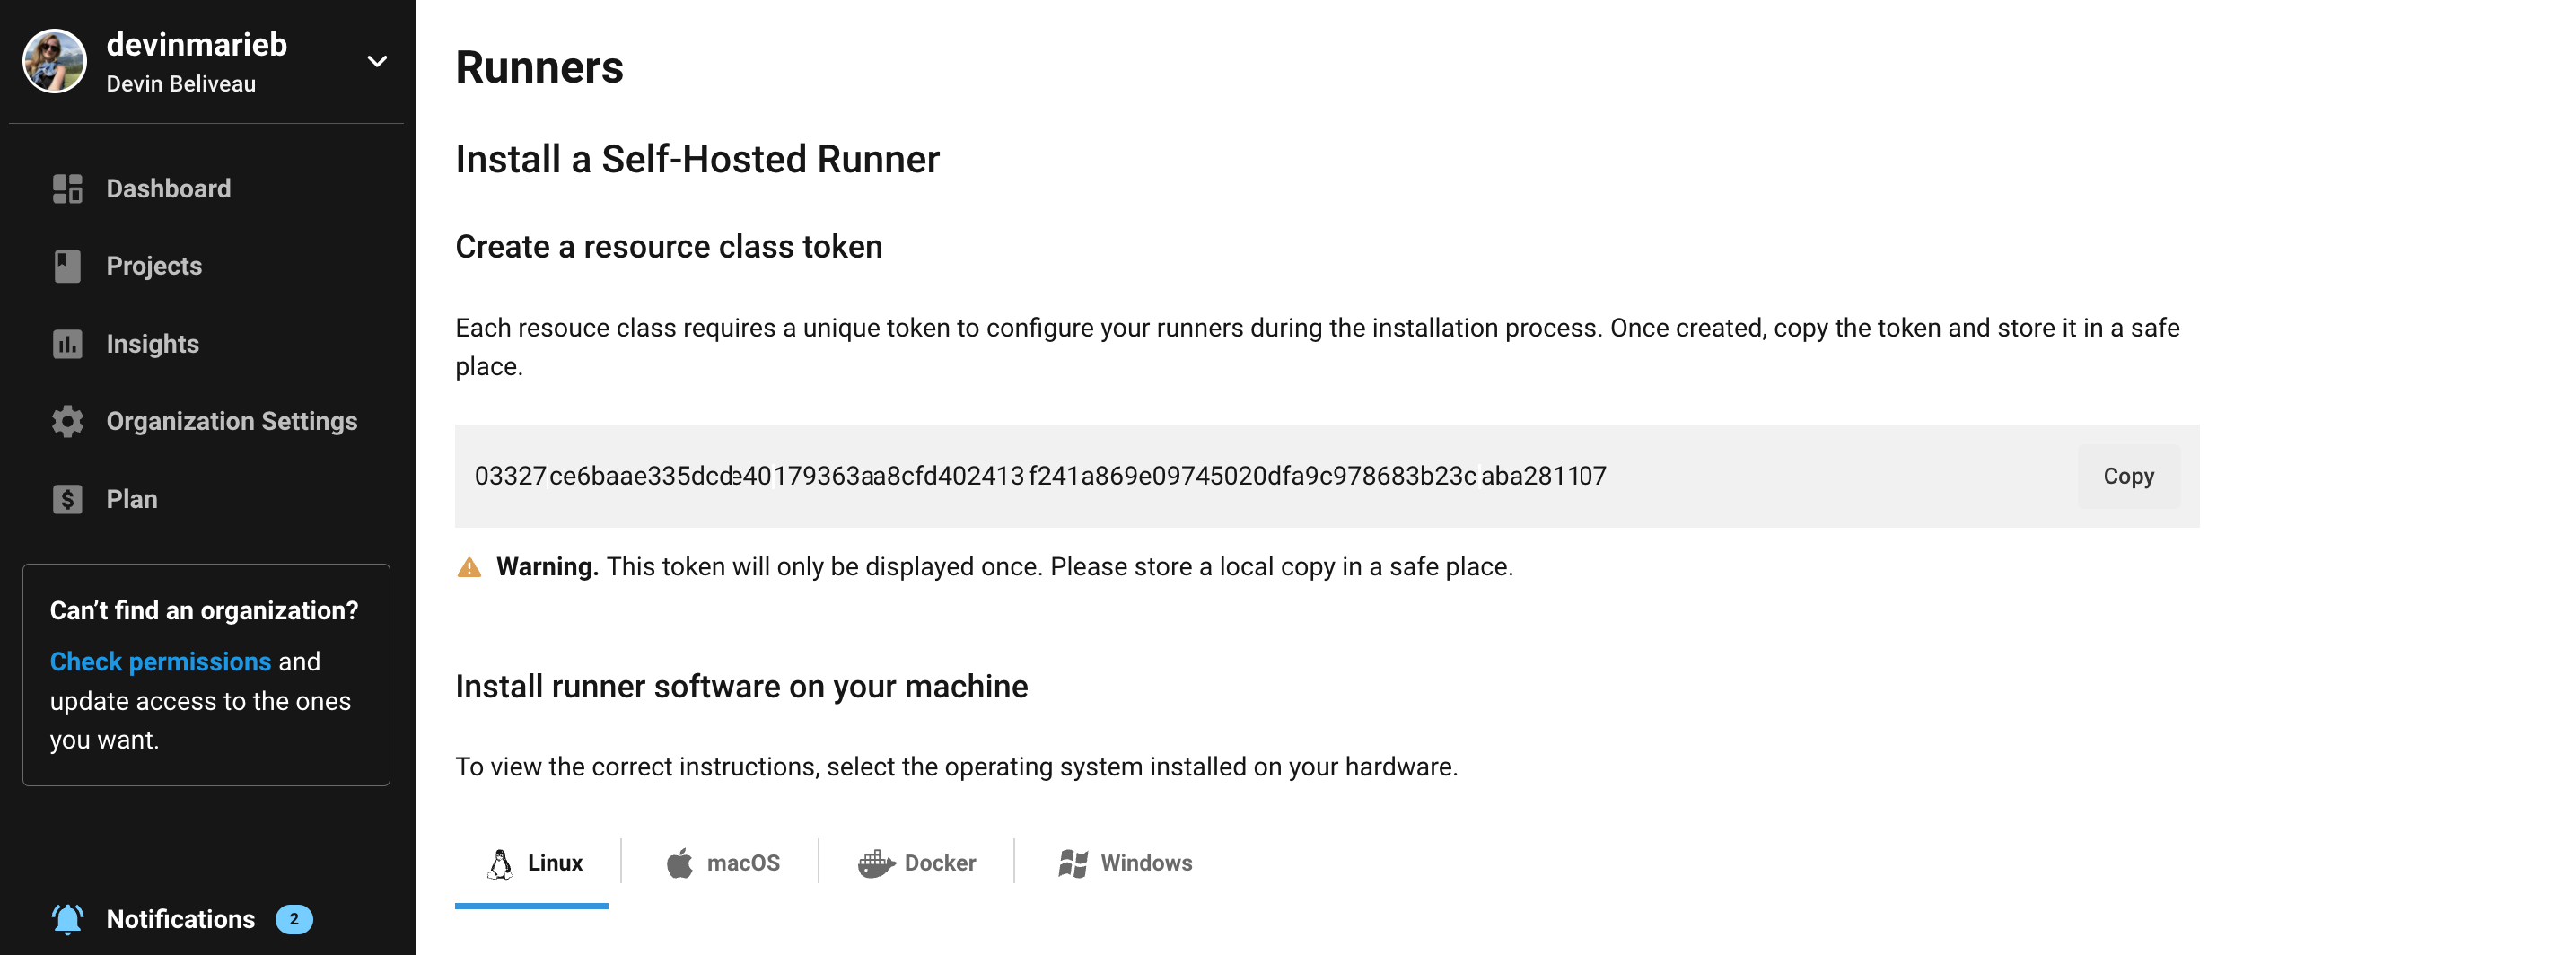 devinmarieb
Devin Beliveau
Dashboard
Projects
Insights
Organization Settings
Plan
Can’t find an organization?
Check permissions and
update access to the ones
you want.
Notifications 2
Runners
Install a Self-Hosted Runner
Create a resource class token
Each resouce class requires a unique token to configure your runners during the installation process. Once created, copy the token and store it in a safe
place.
03327ce6baae335dcde40179363aa8cfd402413f241a869e09745020dfa9c978683b23caba281107
Copy
Warning. This token will only be displayed once. Please store a local copy in a safe place.
Install runner software on your machine
To view the correct instructions, select the operating system installed on your hardware.
Linux
macOS
Docker
Windows